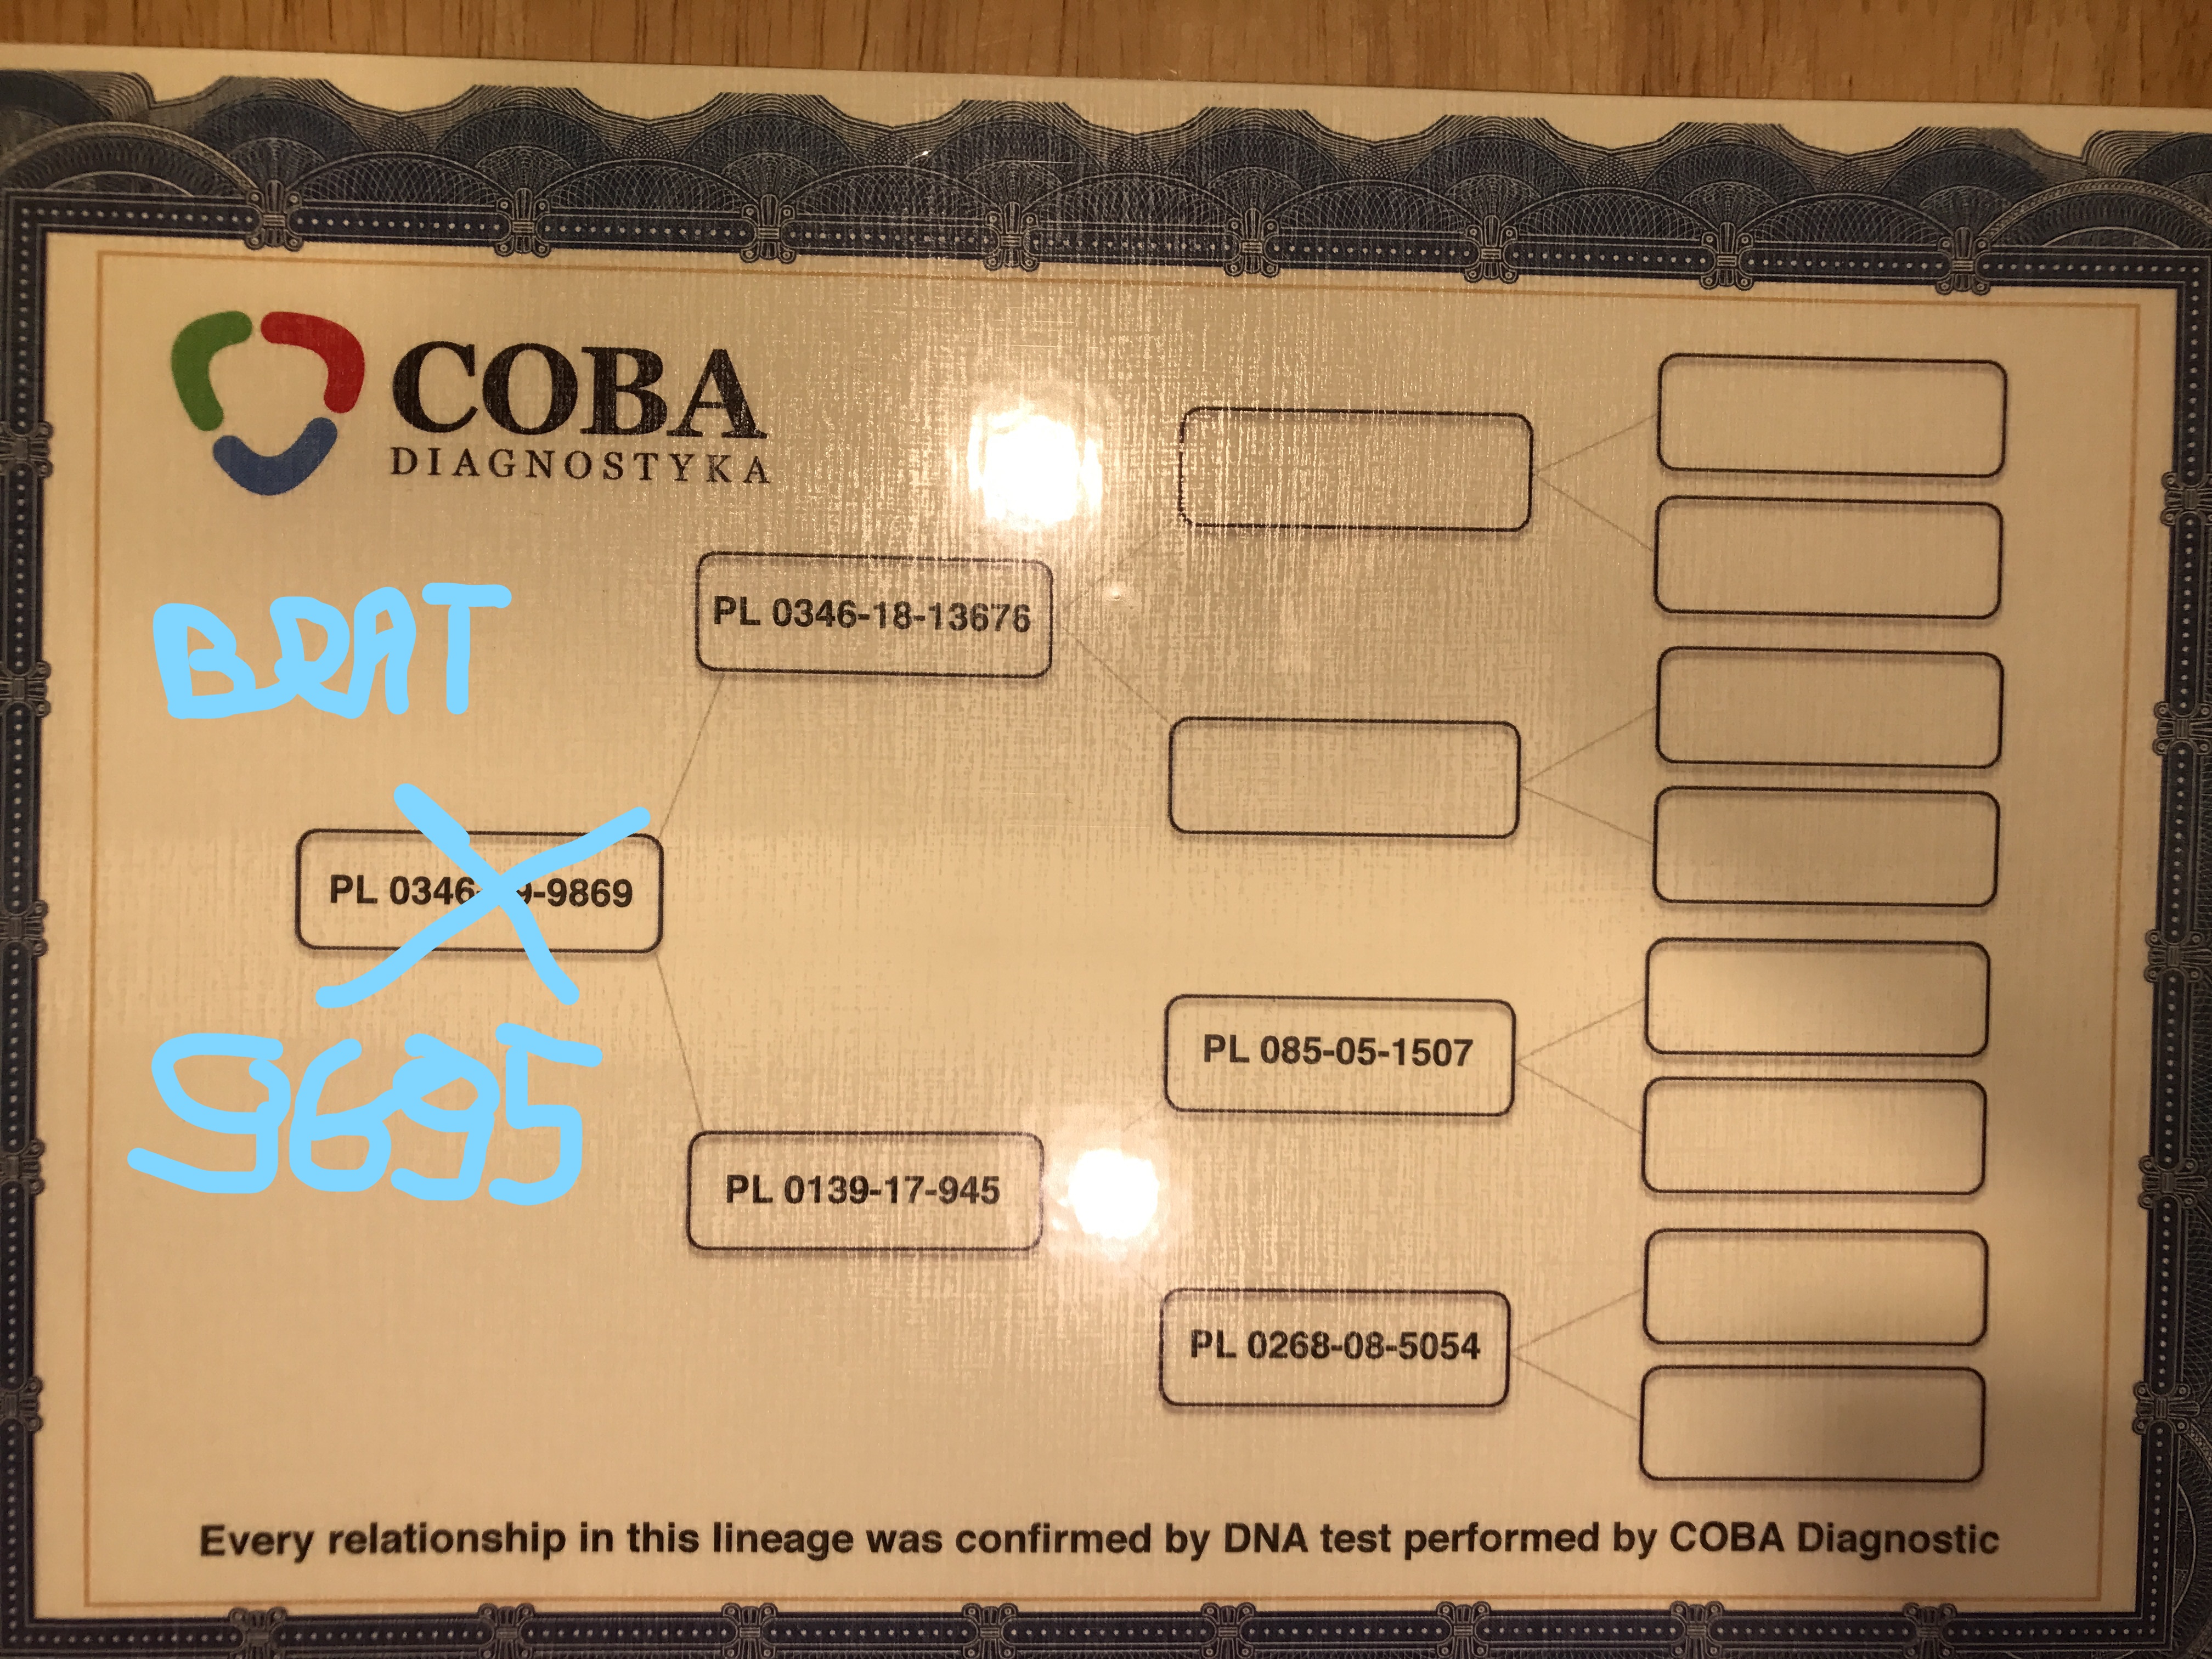 COBA
DIAGNOSTYKA
BRAT
PL 0346-18-13676
PL 0346- 9-9869
9695
PL 085-05-1507
PL 0139-17-945
PL 0268-08-5054
Every relationship in this lineage was confirmed by DNA test performed by COBA Diagnostic